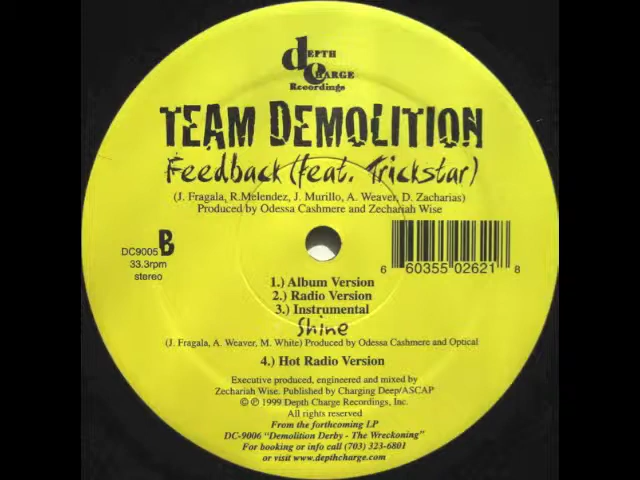 DEPTH
CHARGE
Recordings
TEAM DEMOLITION
Feedback (feat. Trickstar)
(J. Fragala, R.Melendez, J. Murillo, A. Weaver, D. Zacharias)
Produced by Odessa Cashmere and Zechariah Wise
DC9005 B
33.3rpm
stereo
6 60355 02621 8
1.) Album Version
2.) Radio Version
3.) Instrumental
Shine
(J. Fragala, A. Weaver, M. White) Produced by Odessa Cashmere and Optical
4.) Hot Radio Version
Executive produced, engineered and mixed by
Zechariah Wise. Published by Charging Deep/ASCAP
© ℗ 1999 Depth Charge Recordings, Inc.
All rights reserved
From the forthcoming LP
DC-9006 "Demolition Derby - The Wreckoning"
For booking or info call (703) 323-6801
or visit www.depthcharge.com